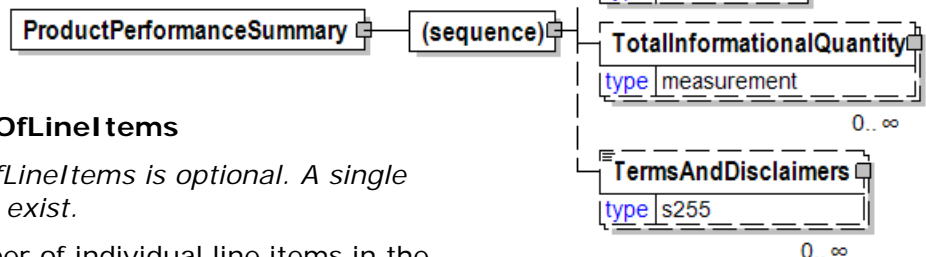 ProductPerformanceSummary
(sequence)
TotalInformationalQuantity
type measurement
0.. ∞
OfLineItems
fLineItems is optional. A single
exist.
er of individual line items in the
TermsAndDisclaimers
type s255
0.. ∞